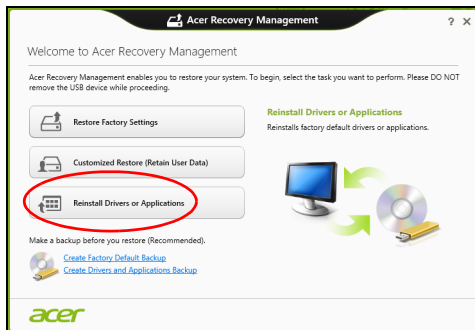 Acer Recovery Management
? X
Welcome to Acer Recovery Management
Acer Recovery Management enables you to restore your system. To begin, select the task you want to perform. Please DO NOT
remove the USB device while proceeding.
Restore Factory Settings
Customized Restore (Retain User Data)
Reinstall Drivers or Applications
Reinstall Drivers or Applications
Reinstalls factory default drivers or applications.
Make a backup before you restore (Recommended).
Create Factory Default Backup
Create Drivers and Applications Backup
acer